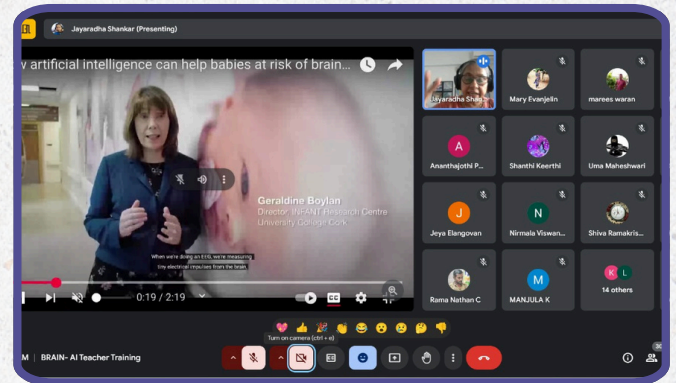 Jayaradha Shankar (Presenting)
w artificial intelligence can help babies at risk of brain...
Geraldine Boylan
Director, INFANT Research Centre
University College Cork
When we're doing an EEG, we're measuring
tiny electrical impulses from the brain.
0:19 / 2:19
CC
Jayaradha Shan...
Mary Evanjelin
marees waran
A
Ananthajothi P...
Shanthi Keerthi
Uma Maheshwari
J
Jeya Elangovan
N
Nirmala Viswan...
Shiva Ramakris...
Rama Nathan C
M
MANJULA K
K L
14 others
Turn on camera (ctrl + e)
M | BRAIN- AI Teacher Training